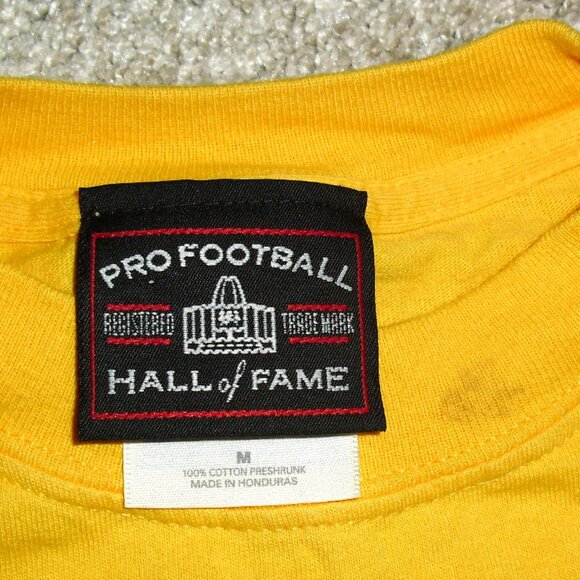 PRO FOOTBALL
REGISTERED TRADE MARK
HALL of FAME
M
100% COTTON PRESHRUNK
MADE IN HONDURAS